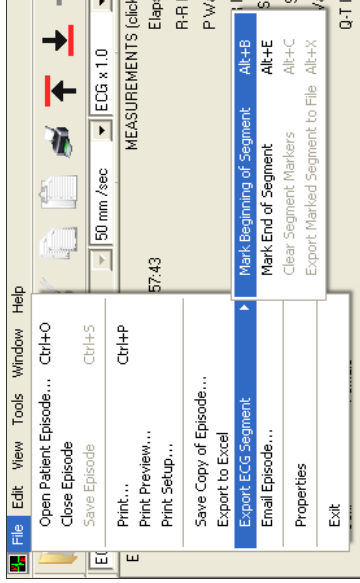 File Edit View Tools Window Help
Open Patient Episode... Ctrl+O
Close Episode
Save Episode Ctrl+S
Print... Ctrl+P
Print Preview...
Print Setup...
Save Copy of Episode...
Export to Excel
Export ECG Segment
Email Episode...
Properties
Exit
Mark Beginning of Segment Alt+B
Mark End of Segment Alt+E
Clear Segment Markers Alt+C
Export Marked Segment to File Alt+X
50 mm /sec
ECG x 1.0
57:43
MEASUREMENTS (click
Elaps
R-R
P Wa
Q-T